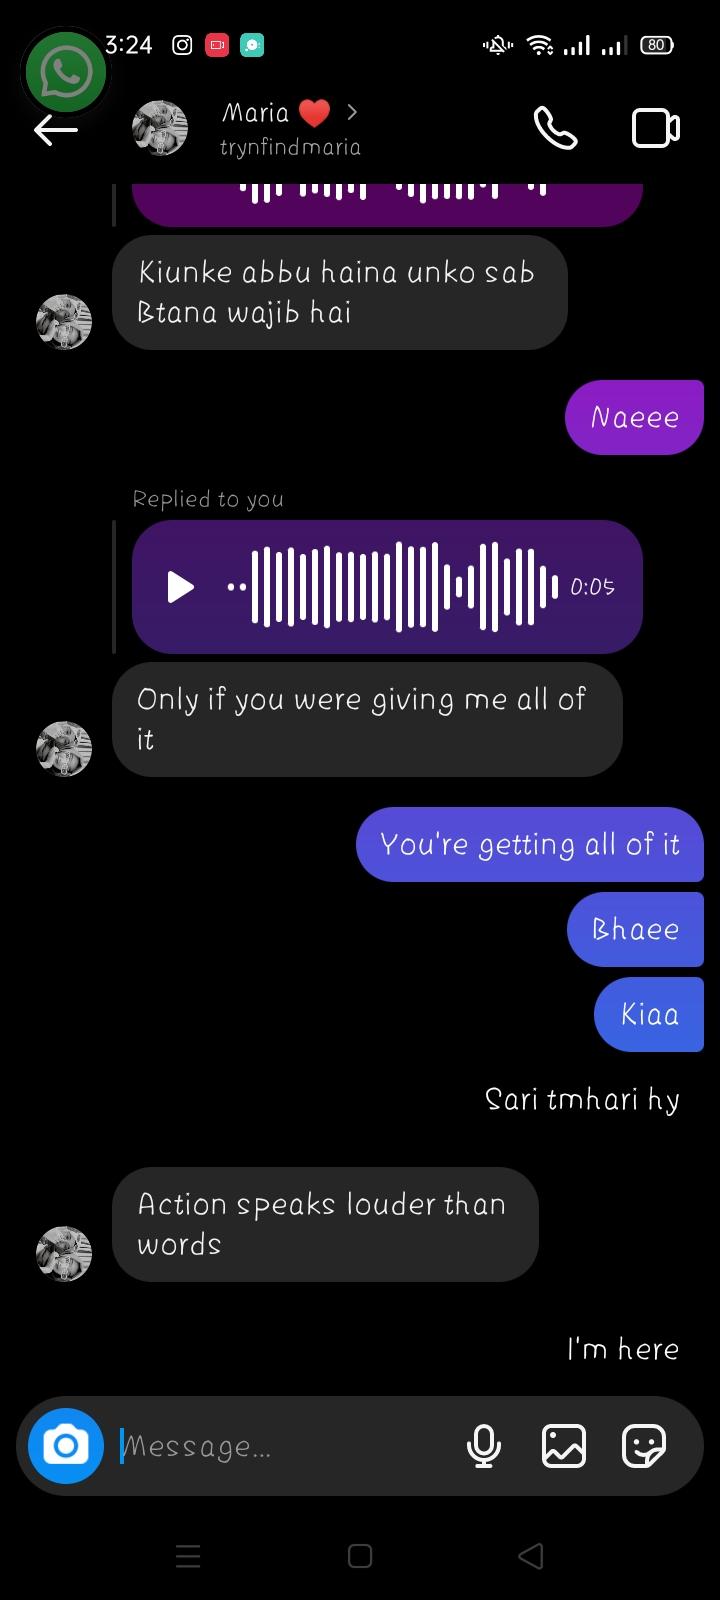 3:24
80
Maria ❤️ >
trynfindmaria
Kiunke abbu haina unko sab
Btana wajib hai
Naeee
Replied to you
0:05
Only if you were giving me all of
it
You're getting all of it
Bhaee
Kiaa
Sari tmhari hy
Action speaks louder than
words
I'm here
Message...